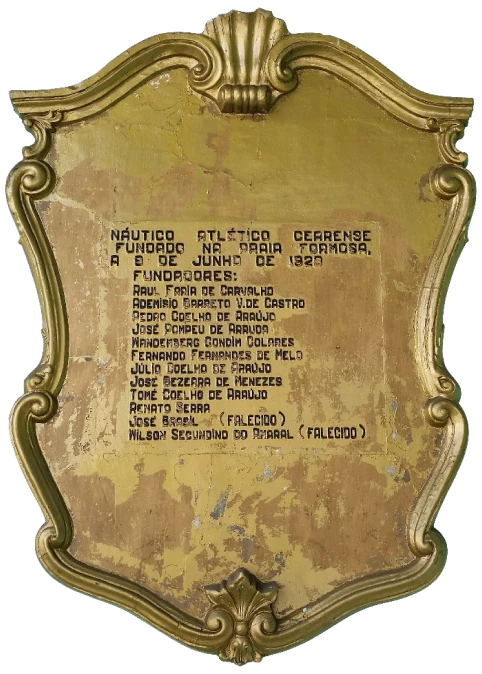 NÁUTICO ATLÉTICO CEARENSE
FUNDADO NA PRAIA FORMOSA,
A 9 DE JUNHO DE 1929
FUNDADORES:
RAUL FARIA DE CARVALHO
ADEMÍSIO BARRETO V. DE CASTRO
PEDRO COELHO DE ARAÚJO
JOSÉ POMPEU DE ARRUDA
WANDEMBERG GONDIM COLARES
FERNANDO FERNANDES DE MELO
JÚLIO COELHO DE ARAÚJO
JOSÉ BEZERRA DE MENEZES
TOMÉ COELHO DE ARAÚJO
RENATO SERRA
JOSÉ BRASIL (FALECIDO)
WILSON SECUNDINO DO AMARAL (FALECIDO)